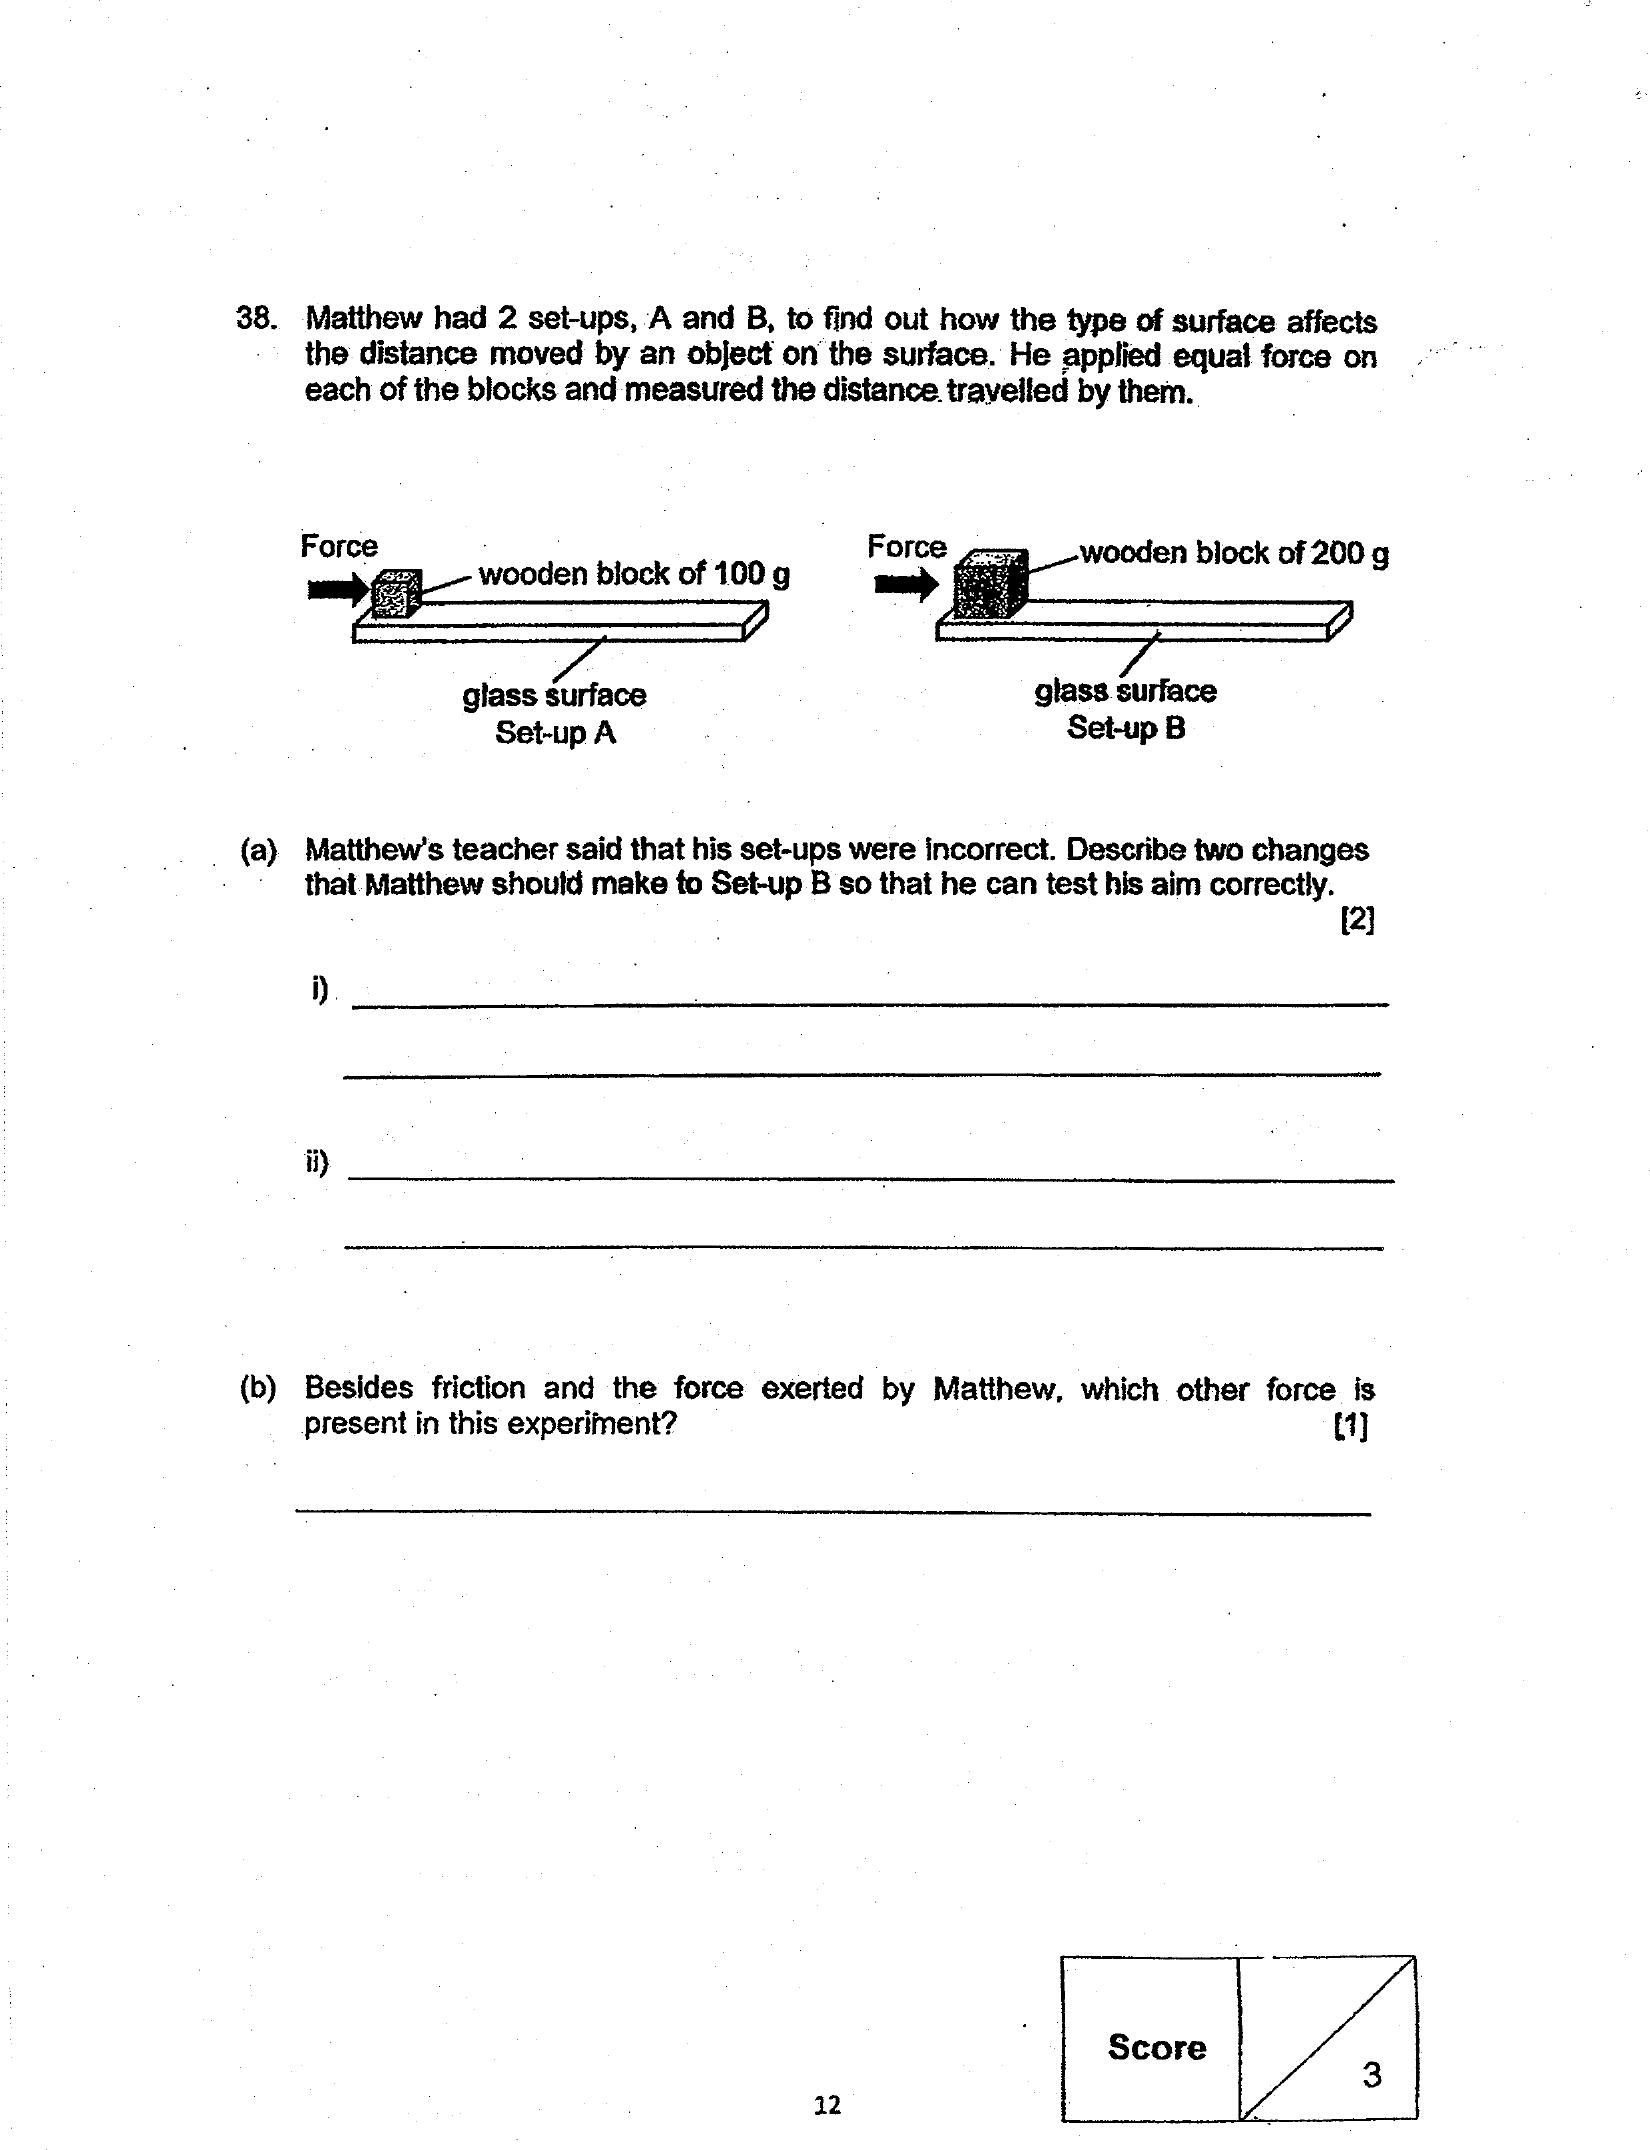 38. Matthew had 2 set-ups, A and B, to find out how the type of surface affects
the distance moved by an object on the surface. He applied equal force on
each of the blocks and measured the distance travelled by them.
Force
wooden block of 100 g
glass surface
Set-up A
Force
wooden block of 200 g
glass surface
Set-up B
(a) Matthew's teacher said that his set-ups were incorrect. Describe two changes
that Matthew should make to Set-up B so that he can test his aim correctly.
[2]
i)
ii)
(b) Besides friction and the force exerted by Matthew, which other force is
present in this experiment? [1]
Score
3
12